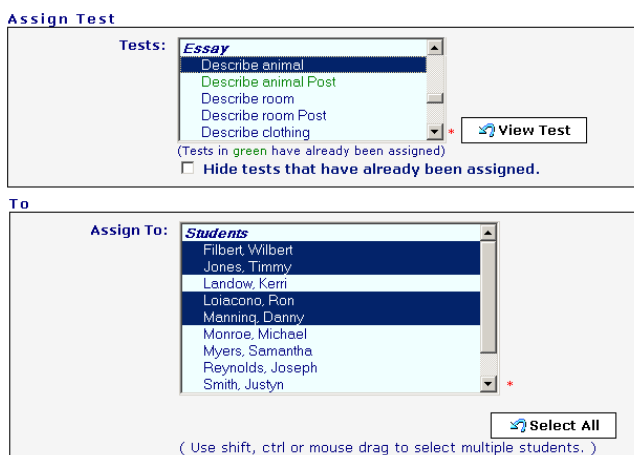 Assign Test
Tests:
Essay
Describe animal
Describe animal Post
Describe room
Describe room Post
Describe clothing
* View Test
(Tests in green have already been assigned)
Hide tests that have already been assigned.
To
Assign To:
Students
Filbert, Wilbert
Jones, Timmy
Landow, Kerri
Loiacono, Ron
Manning, Danny
Monroe, Michael
Myers, Samantha
Reynolds, Joseph
Smith, Justyn
*
Select All
( Use shift, ctrl or mouse drag to select multiple students. )